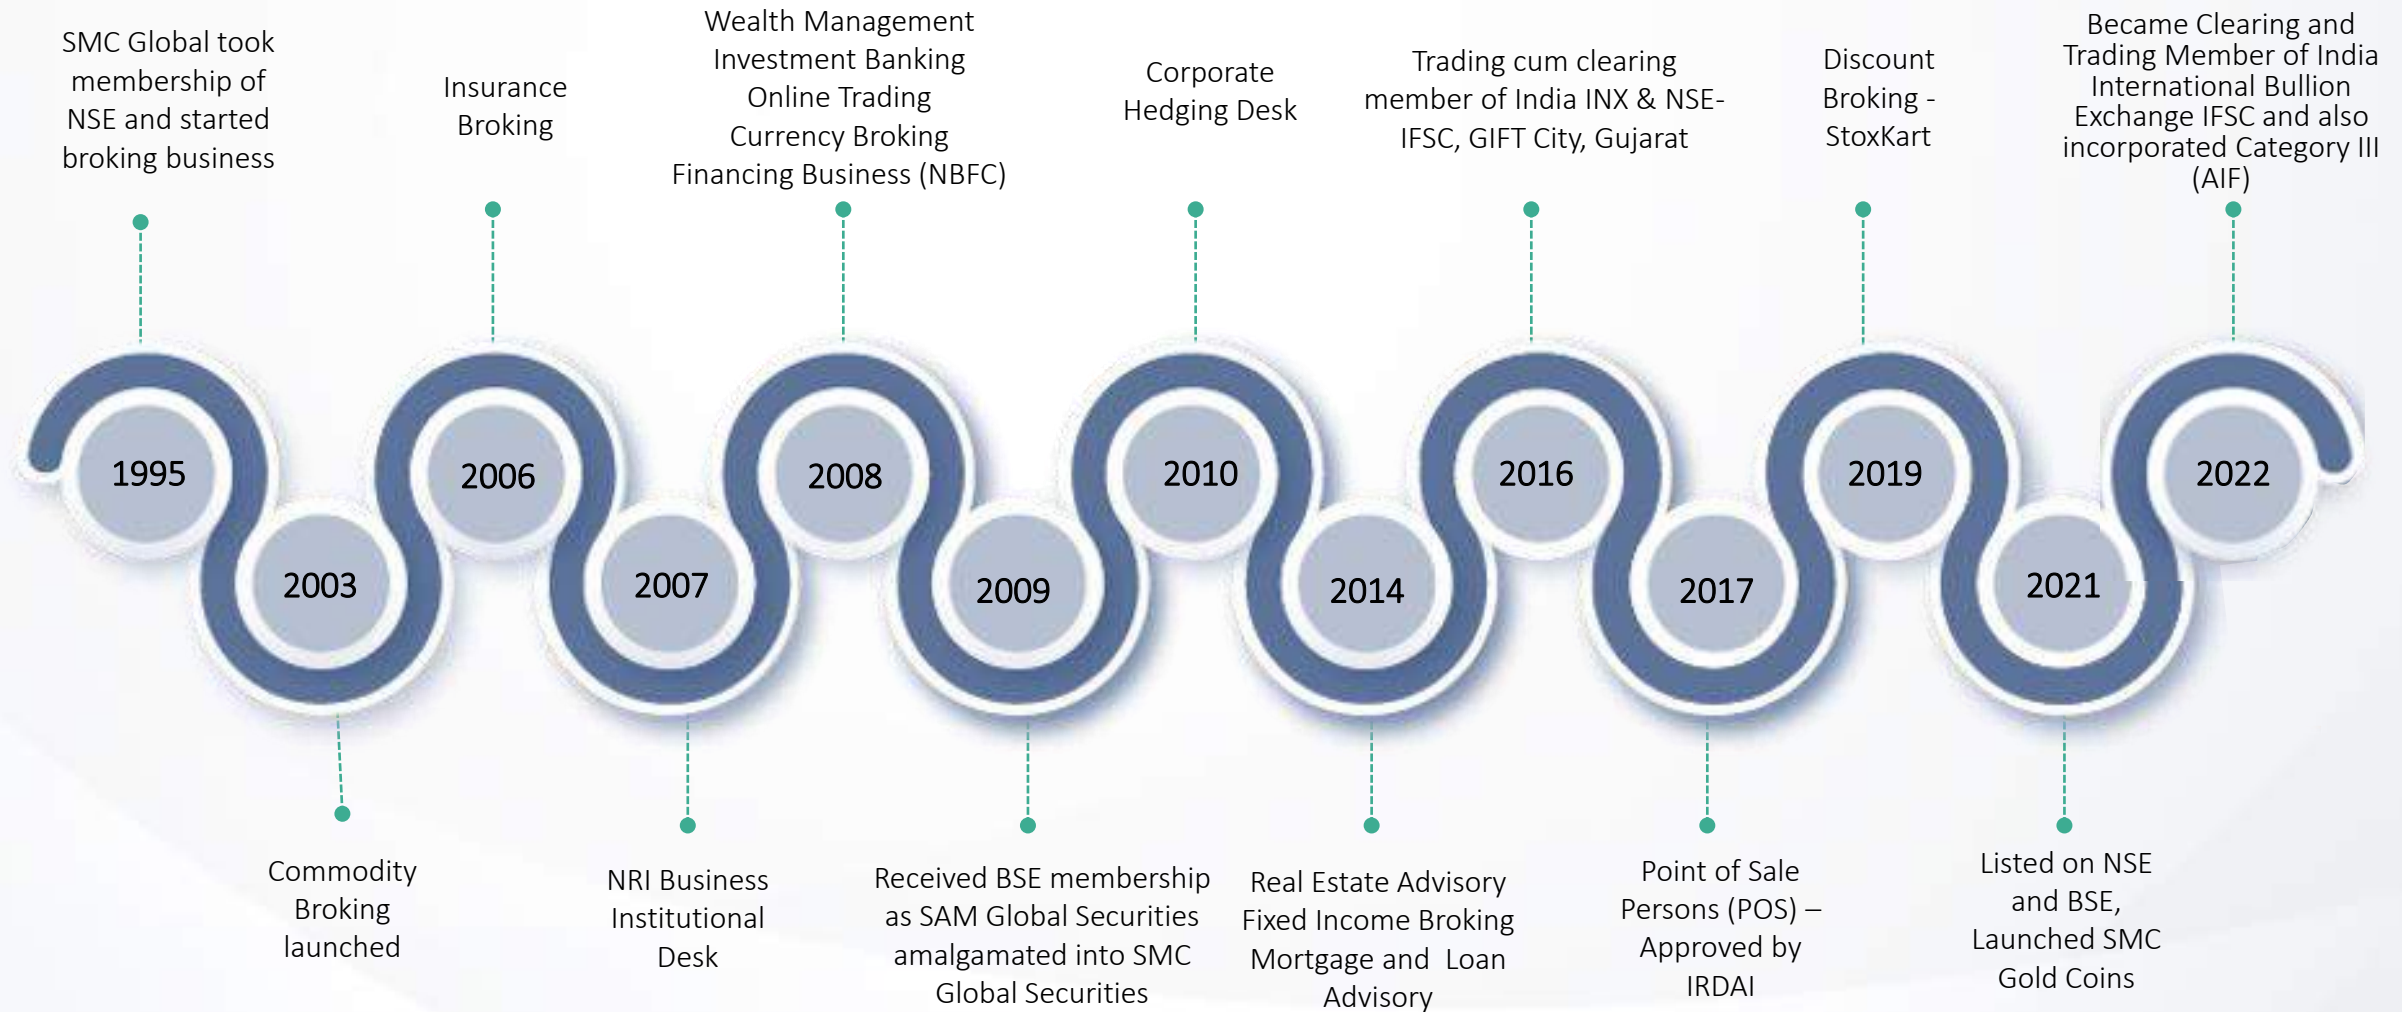 SMC Global took
membership of
NSE and started
broking business
Insurance
Broking
Wealth Management
Investment Banking
Online Trading
Currency Broking
Financing Business (NBFC)
Corporate
Hedging Desk
Trading cum clearing
member of India INX & NSE-
IFSC, GIFT City, Gujarat
Discount
Broking -
StoxKart
Became Clearing and
Trading Member of India
International Bullion
Exchange IFSC and also
incorporated Category III
(AIF)
1995
2003
2006
2007
2008
2009
2010
2014
2016
2017
2019
2021
2022
Commodity
Broking
launched
NRI Business
Institutional
Desk
Received BSE membership
as SAM Global Securities
amalgamated into SMC
Global Securities
Real Estate Advisory
Fixed Income Broking
Mortgage and Loan
Advisory
Point of Sale
Persons (POS) –
Approved by
IRDAI
Listed on NSE
and BSE,
Launched SMC
Gold Coins